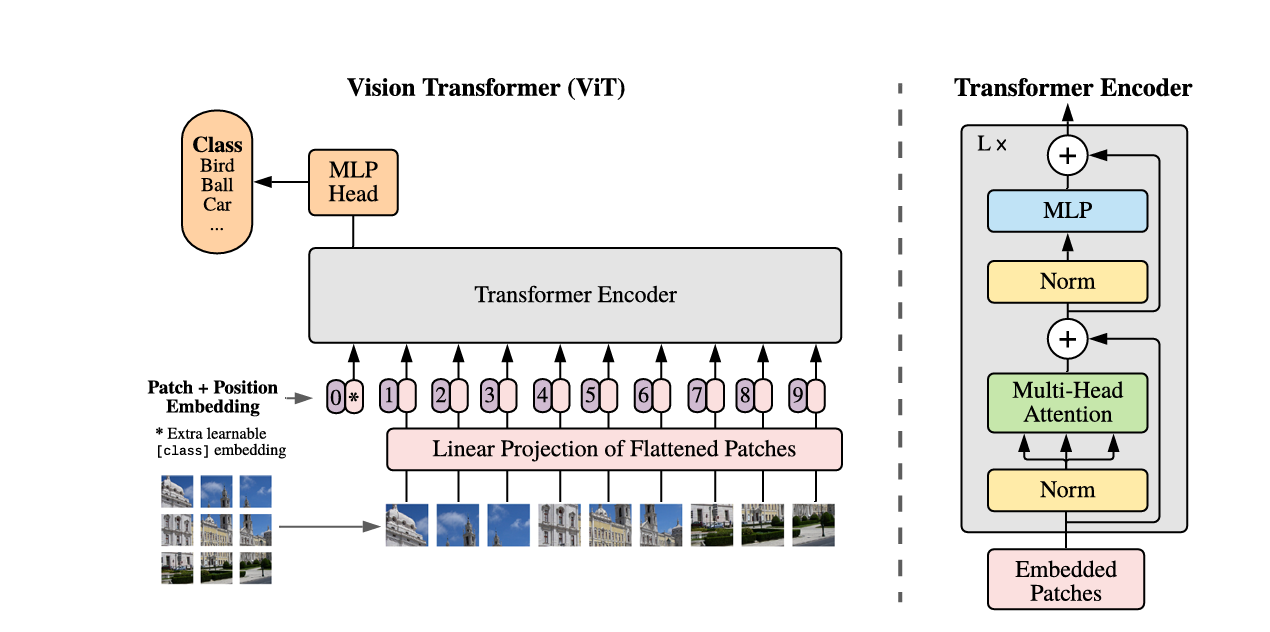 Vision Transformer (ViT)
Class
Bird
Ball
Car
...
MLP
Head
Transformer Encoder
Patch + Position
Embedding
* Extra learnable
[class] embedding
0 * 1 2 3 4 5 6 7 8 9
Linear Projection of Flattened Patches
Transformer Encoder
L ×
+
MLP
Norm
+
Multi-Head
Attention
Norm
Embedded
Patches